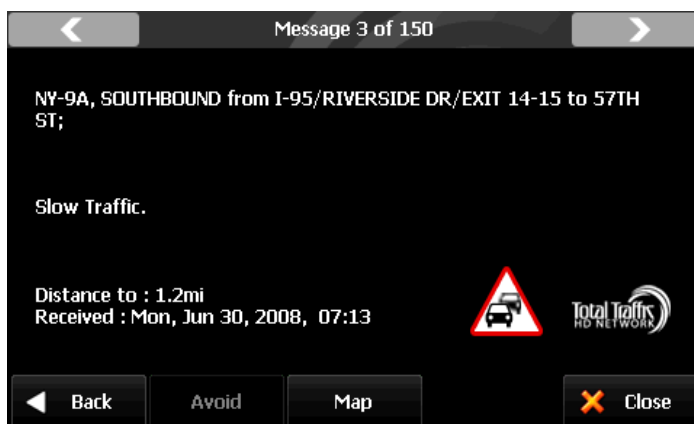 Message 3 of 150
NY-9A, SOUTHBOUND from I-95/RIVERSIDE DR/EXIT 14-15 to 57TH
ST;
Slow Traffic.
Distance to : 1.2mi
Received : Mon, Jun 30, 2008, 07:13
Total Traffic
HD NETWORK
Back
Avoid
Map
Close